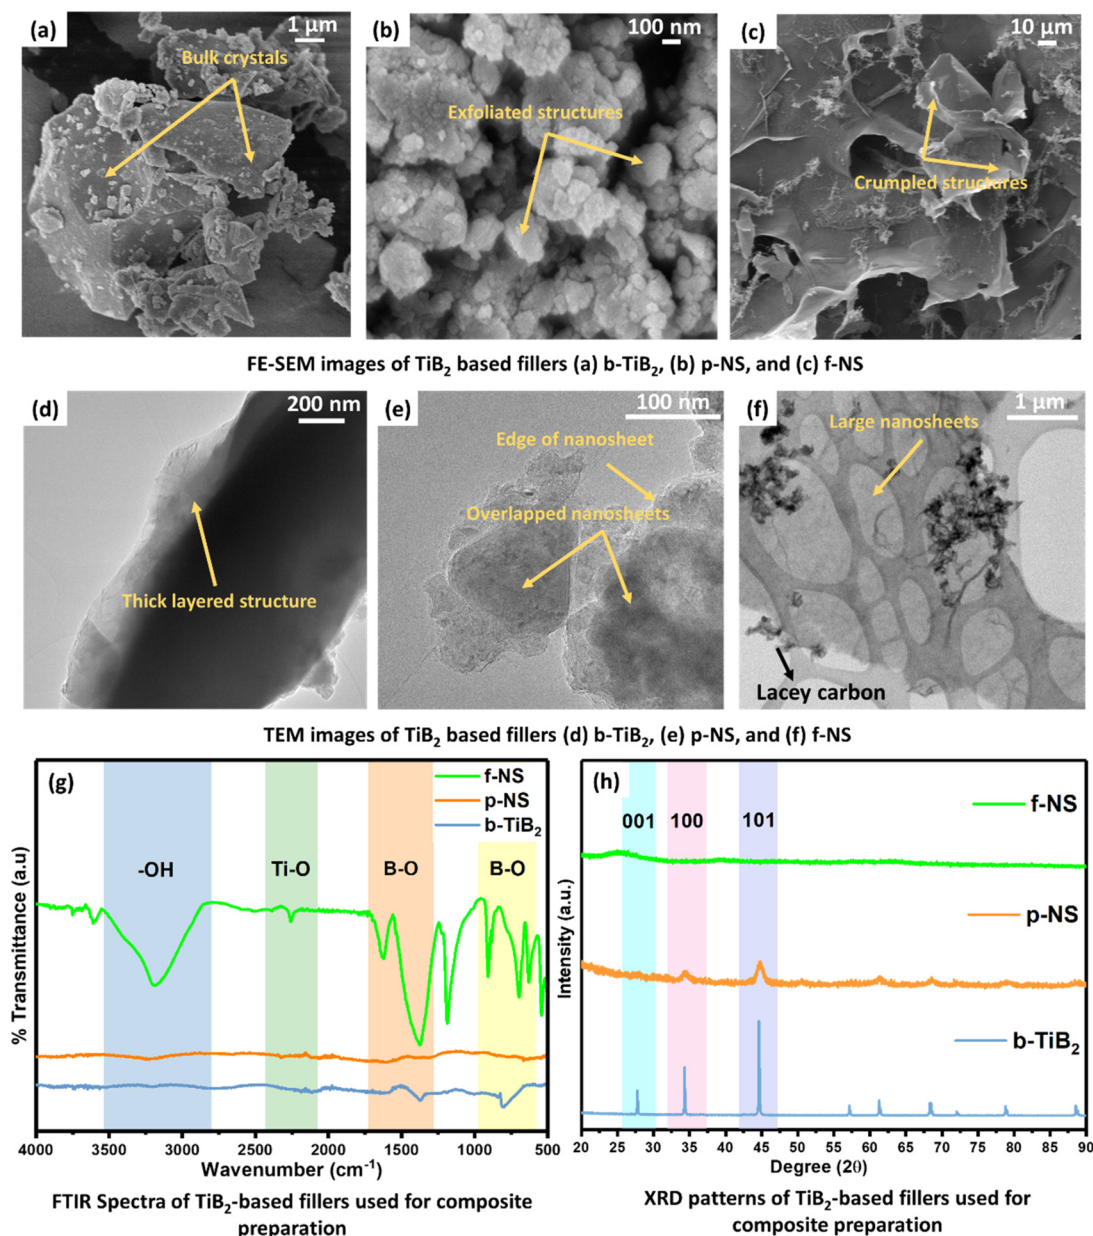 (a)
1 μm
Bulk crystals
(b)
100 nm
Exfoliated structures
(c)
10 μm
Crumpled structures
FE-SEM images of TiB₂ based fillers (a) b-TiB₂, (b) p-NS, and (c) f-NS
(d)
200 nm
Thick layered structure
(e)
100 nm
Edge of nanosheet
Overlapped nanosheets
(f)
1 μm
Large nanosheets
Lacey carbon
TEM images of TiB₂ based fillers (d) b-TiB₂, (e) p-NS, and (f) f-NS
(g)
f-NS
p-NS
b-TiB₂
-OH
Ti-O
B-O
B-O
% Transmittance (a.u)
4000 3500 3000 2500 2000 1500 1000 500
Wavenumber (cm⁻¹)
FTIR Spectra of TiB₂-based fillers used for composite
preparation
(h)
001
100
101
f-NS
p-NS
b-TiB₂
Intensity (a.u.)
20 25 30 35 40 45 50 55 60 65 70 75 80 85 90
Degree (2θ)
XRD patterns of TiB₂-based fillers used for
composite preparation